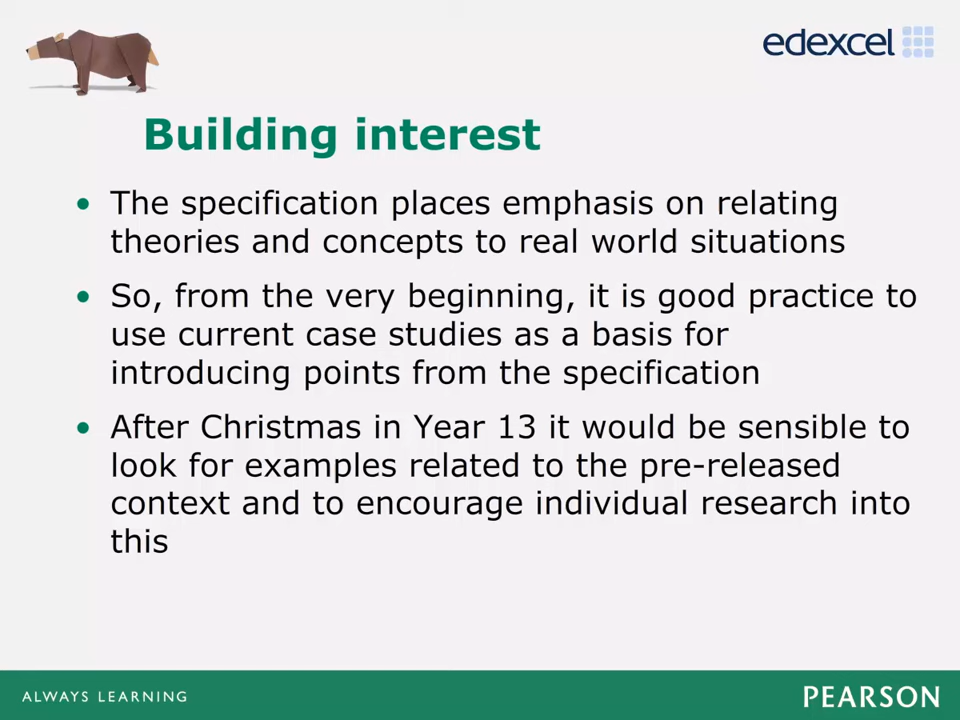 edexcel
Building interest
• The specification places emphasis on relating
theories and concepts to real world situations
• So, from the very beginning, it is good practice to
use current case studies as a basis for
introducing points from the specification
• After Christmas in Year 13 it would be sensible to
look for examples related to the pre-released
context and to encourage individual research into
this
ALWAYS LEARNING
PEARSON